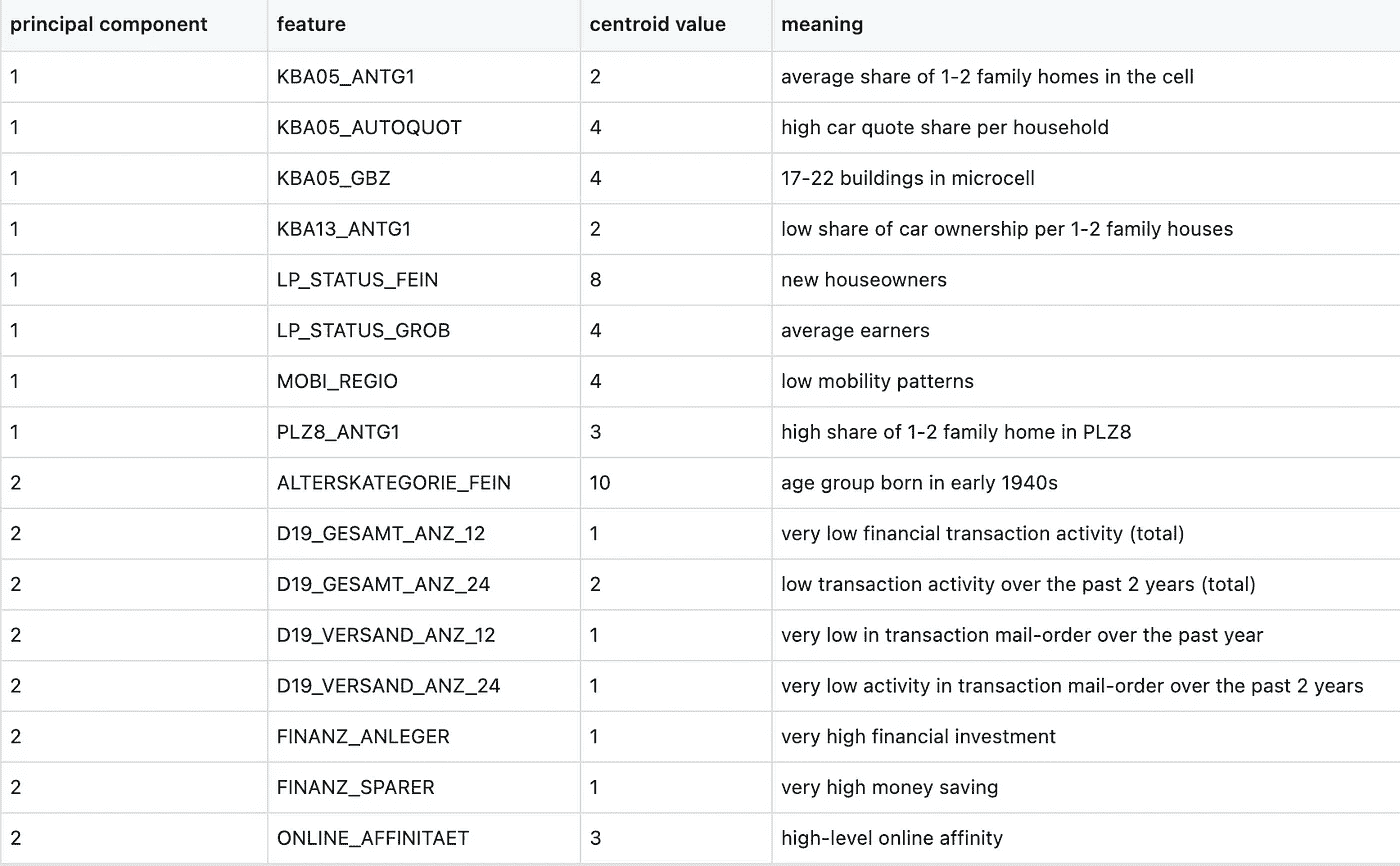 principal component feature centroid value meaning
1 KBA05_ANTG1 2 average share of 1-2 family homes in the cell
1 KBA05_AUTOQUOT 4 high car quote share per household
1 KBA05_GBZ 4 17-22 buildings in microcell
1 KBA13_ANTG1 2 low share of car ownership per 1-2 family houses
1 LP_STATUS_FEIN 8 new houseowners
1 LP_STATUS_GROB 4 average earners
1 MOBI_REGIO 4 low mobility patterns
1 PLZ8_ANTG1 3 high share of 1-2 family home in PLZ8
2 ALTERSKATEGORIE_FEIN 10 age group born in early 1940s
2 D19_GESAMT_ANZ_12 1 very low financial transaction activity (total)
2 D19_GESAMT_ANZ_24 2 low transaction activity over the past 2 years (total)
2 D19_VERSAND_ANZ_12 1 very low in transaction mail-order over the past year
2 D19_VERSAND_ANZ_24 1 very low activity in transaction mail-order over the past 2 years
2 FINANZ_ANLEGER 1 very high financial investment
2 FINANZ_SPARER 1 very high money saving
2 ONLINE_AFFINITAET 3 high-level online affinity